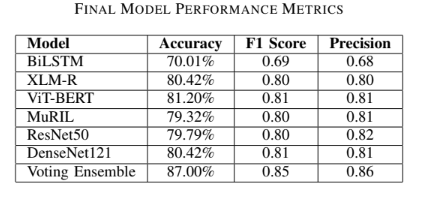 FINAL MODEL PERFORMANCE METRICS
Model Accuracy F1 Score Precision
BiLSTM 70.01% 0.69 0.68
XLM-R 80.42% 0.80 0.80
ViT-BERT 81.20% 0.81 0.81
MuRIL 79.32% 0.80 0.81
ResNet50 79.79% 0.80 0.82
DenseNet121 80.42% 0.81 0.81
Voting Ensemble 87.00% 0.85 0.86